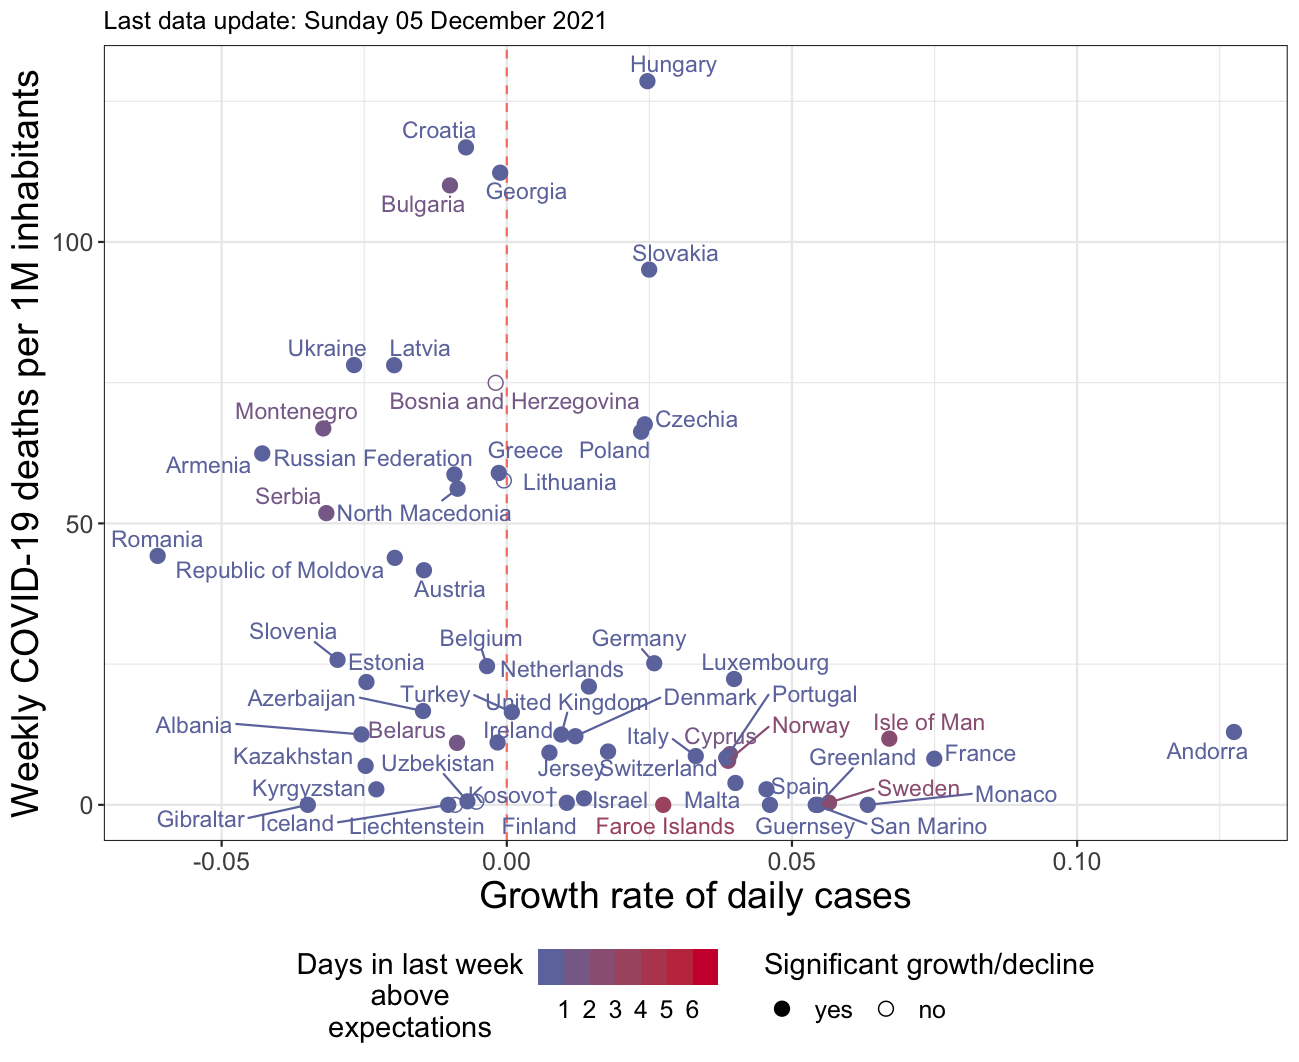 Last data update: Sunday 05 December 2021
Weekly COVID-19 deaths per 1M inhabitants
Hungary
Croatia
Georgia
Bulgaria
100
Slovakia
Ukraine
Latvia
Bosnia and Herzegovina
Montenegro
Czechia
Greece
Poland
Armenia
Russian Federation
Lithuania
Serbia
North Macedonia
50
Romania
Republic of Moldova
Austria
Slovenia
Belgium
Germany
Estonia
Netherlands
Luxembourg
Azerbaijan
Turkey
United Kingdom
Denmark
Portugal
Albania
Belarus
Ireland
Italy
Cyprus
Norway
Isle of Man
Kazakhstan
Uzbekistan
Jersey
Switzerland
Greenland
France
Andorra
Kyrgyzstan
Kosovo†
Israel
Malta
Spain
Sweden
Monaco
0
Gibraltar
Iceland
Liechtenstein
Finland
Faroe Islands
Guernsey
San Marino
-0.05
0.00
0.05
0.10
Growth rate of daily cases
Days in last week
above
expectations
1 2 3 4 5 6
Significant growth/decline
yes
no